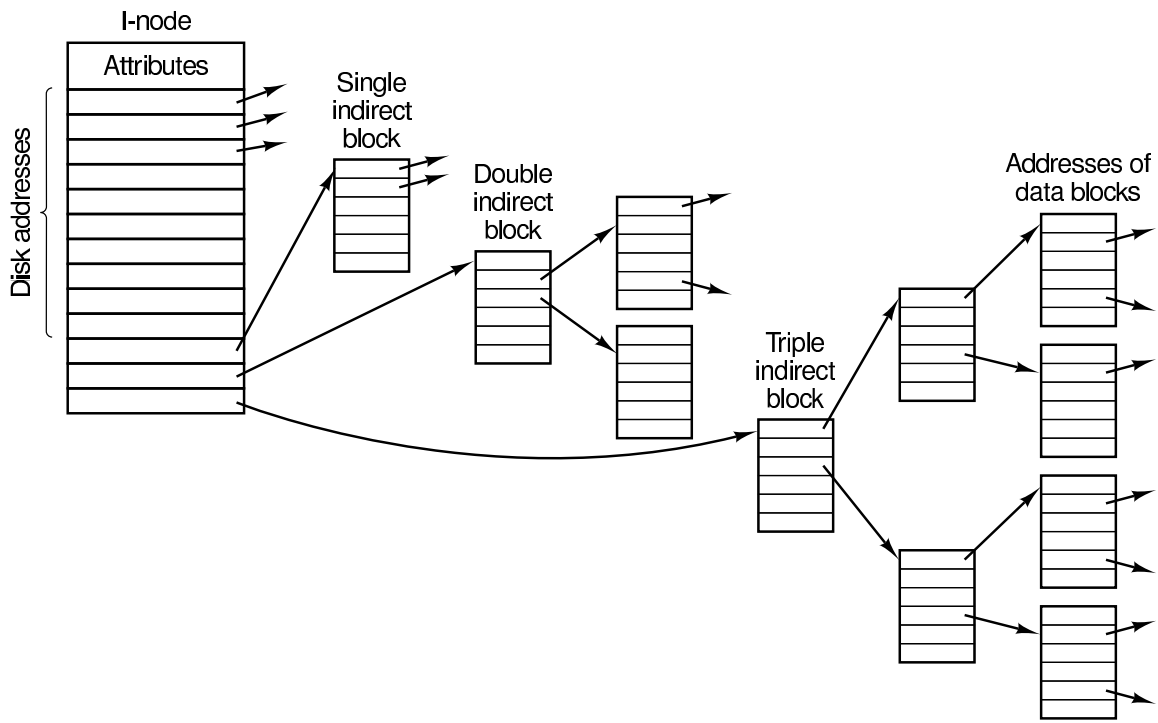 I-node
Attributes
Disk addresses
Single
indirect
block
Double
indirect
block
Triple
indirect
block
Addresses of
data blocks